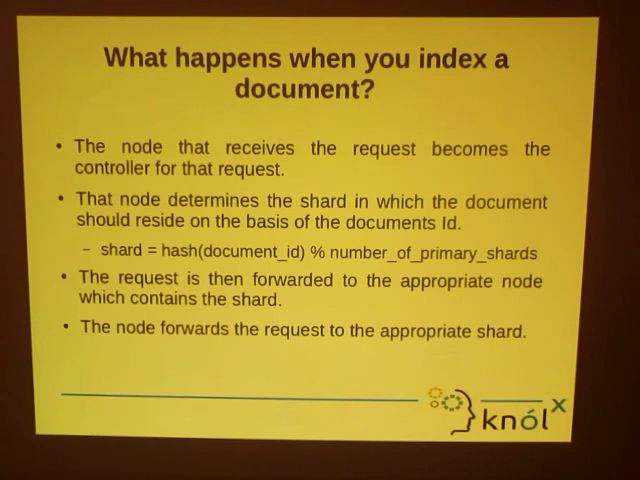 What happens when you index a
document?
• The node that receives the request becomes the
controller for that request.
• That node determines the shard in which the document
should reside on the basis of the documents Id.
– shard = hash(document_id) % number_of_primary_shards
• The request is then forwarded to the appropriate node
which contains the shard.
• The node forwards the request to the appropriate shard.
knólx